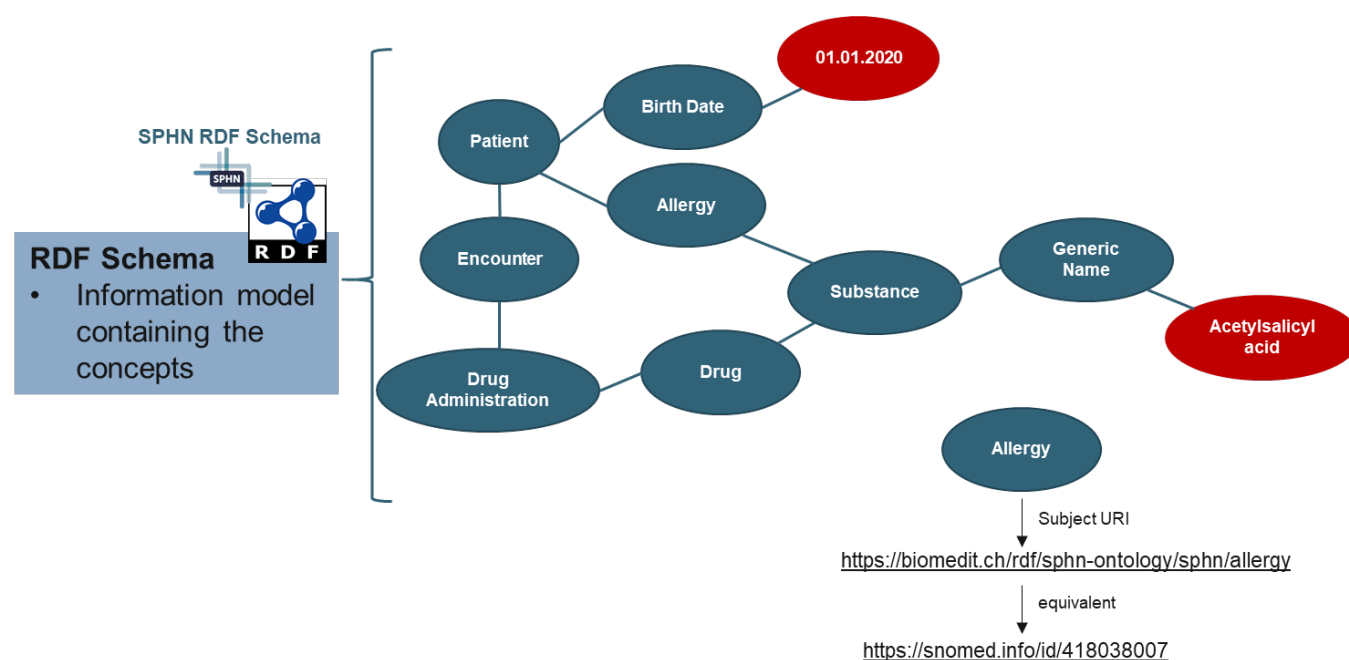 SPHN RDF Schema
SPHN
R D F
RDF Schema
• Information model
containing the
concepts
01.01.2020
Birth Date
Patient
Allergy
Encounter
Generic
Name
Substance
Acetylsalicyl
acid
Drug
Drug
Administration
Allergy
Subject URI
https://biomedit.ch/rdf/sphn-ontology/sphn/allergy
equivalent
https://snomed.info/id/418038007